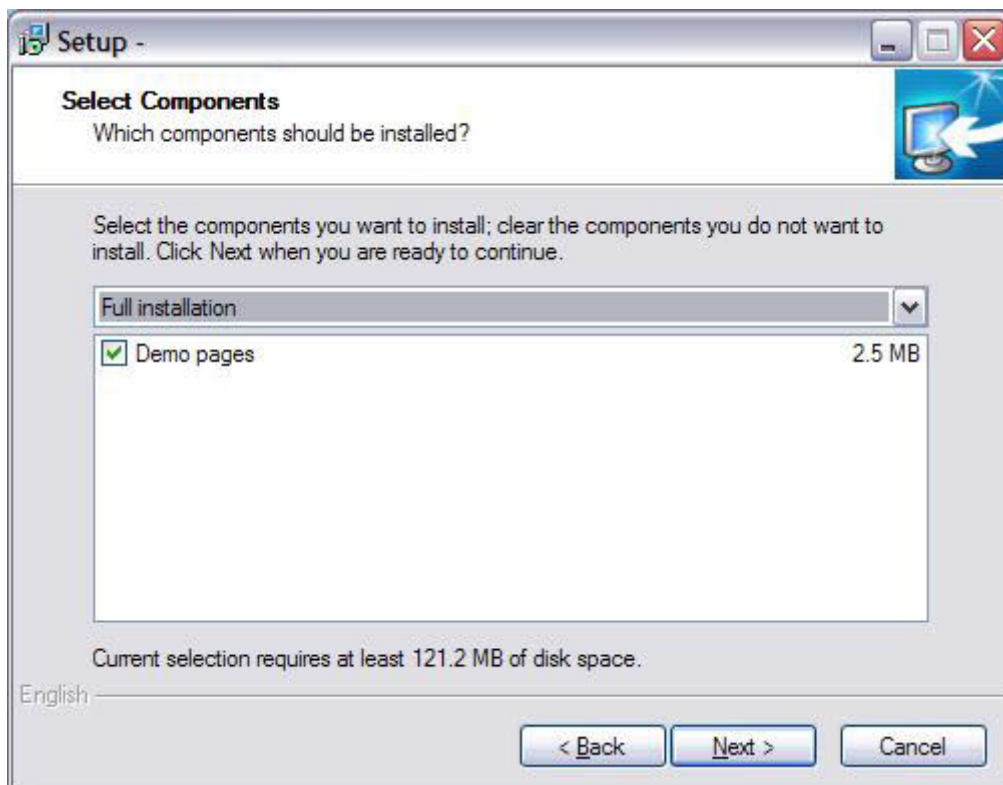 Setup -
Select Components
Which components should be installed?
Select the components you want to install; clear the components you do not want to
install. Click Next when you are ready to continue.
Full installation
Demo pages 2.5 MB
Current selection requires at least 121.2 MB of disk space.
English
< Back Next > Cancel